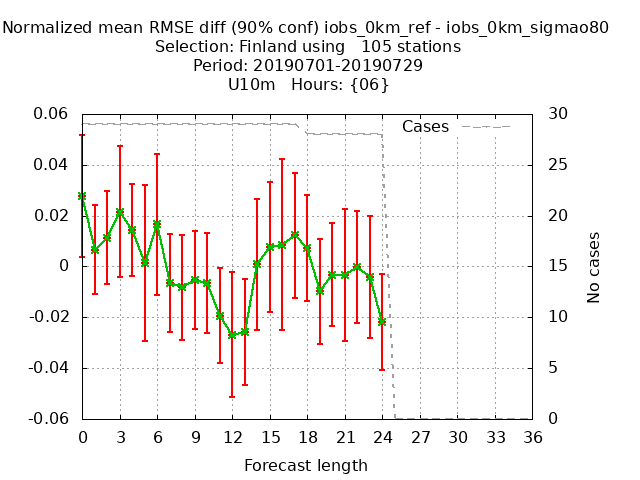 Normalized mean RMSE diff (90% conf) iobs_0km_ref - iobs_0km_sigmao80
Selection: Finland using   105 stations
Period: 20190701-20190729
U10m   Hours: {06}
0.06
0.04
0.02
0
-0.02
-0.04
-0.06
Cases
30
25
20
15
10
5
0
No cases
0 3 6 9 12 15 18 21 24 27 30 33 36
Forecast length